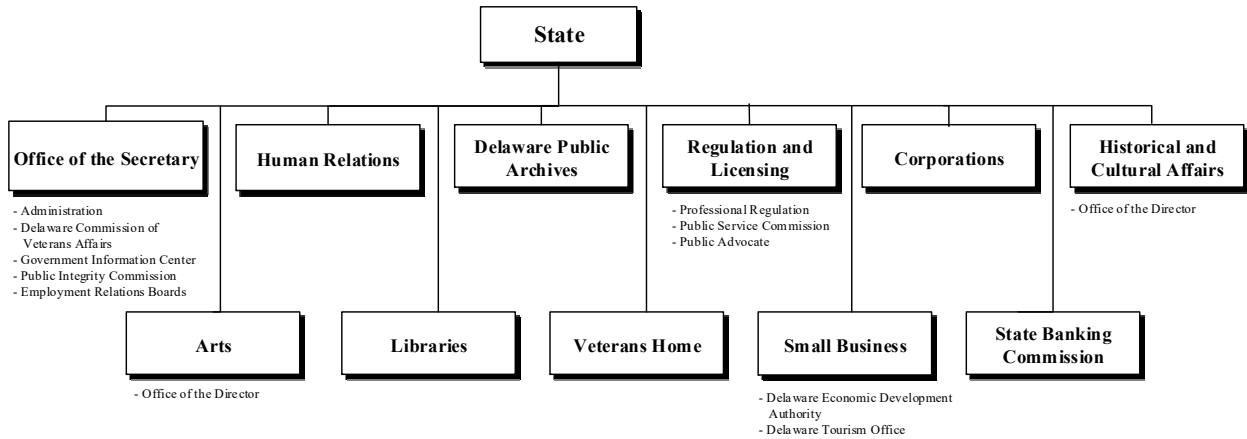 State
Office of the Secretary
- Administration
- Delaware Commission of
Veterans Affairs
- Government Information Center
- Public Integrity Commission
- Employment Relations Boards
Human Relations
Delaware Public
Archives
Regulation and
Licensing
- Professional Regulation
- Public Service Commission
- Public Advocate
Corporations
Historical and
Cultural Affairs
- Office of the Director
Arts
- Office of the Director
Libraries
Veterans Home
Small Business
- Delaware Economic Development
Authority
- Delaware Tourism Office
State Banking
Commission